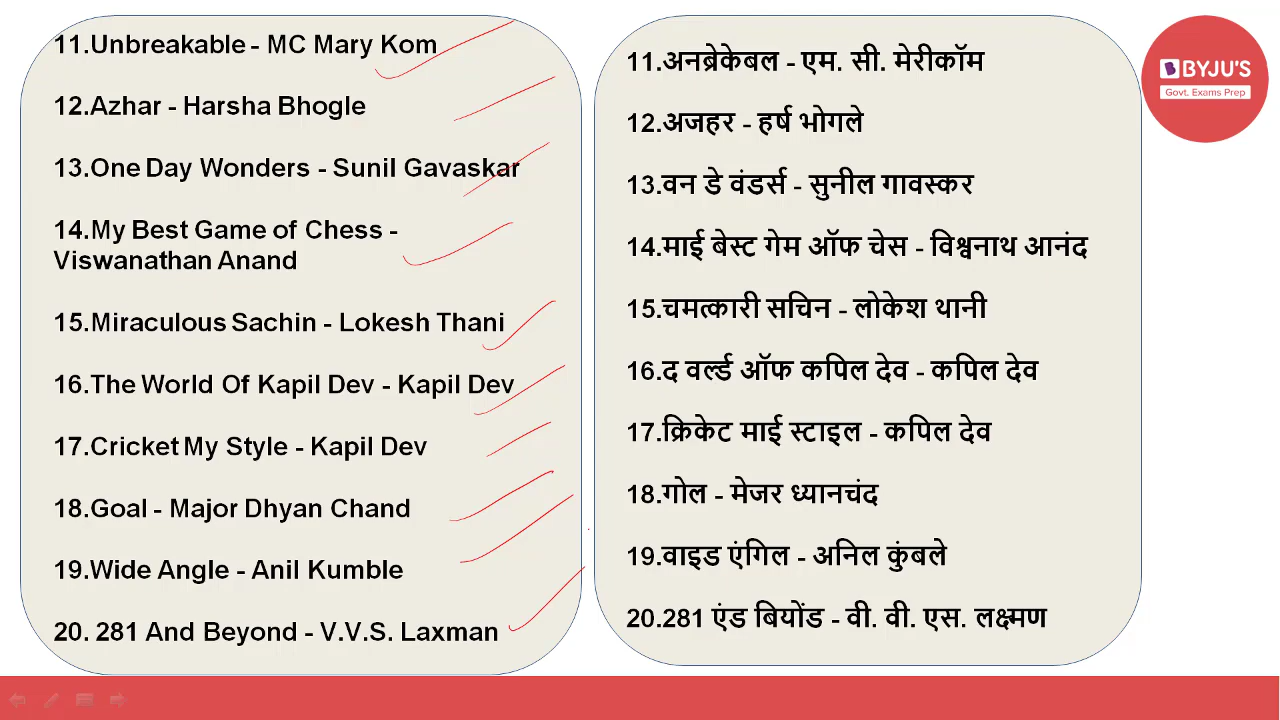 11.Unbreakable - MC Mary Kom
12.Azhar - Harsha Bhogle
13.One Day Wonders - Sunil Gavaskar
14.My Best Game of Chess -
Viswanathan Anand
15.Miraculous Sachin - Lokesh Thani
16.The World Of Kapil Dev - Kapil Dev
17.Cricket My Style - Kapil Dev
18.Goal - Major Dhyan Chand
19.Wide Angle - Anil Kumble
20. 281 And Beyond - V.V.S. Laxman
11.अनब्रेकेबल - एम. सी. मेरीकॉम
12.अजहर - हर्ष भोगले
13.वन डे वंडर्स - सुनील गावस्कर
14.माई बेस्ट गेम ऑफ चेस - विश्वनाथ आनंद
15.चमत्कारी सचिन - लोकेश थानी
16.द वर्ल्ड ऑफ कपिल देव - कपिल देव
17.क्रिकेट माई स्टाइल - कपिल देव
18.गोल - मेजर ध्यानचंद
19.वाइड एंगिल - अनिल कुंबले
20.281 एंड बियोंड - वी. वी. एस. लक्ष्मण
BYJU'S
Govt. Exams Prep